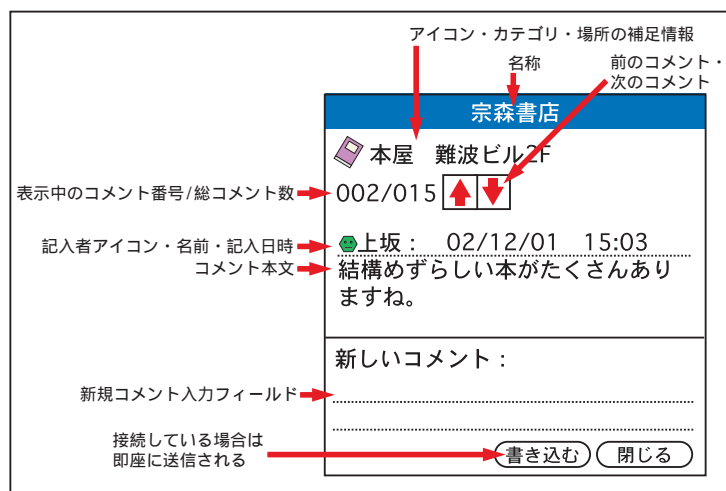 アイコン・カテゴリ・場所の補足情報
名称
前のコメント・
次のコメント
宗森書店
本屋 難波ビル2F
表示中のコメント番号/総コメント数
002/015
記入者アイコン・名前・記入日時
上坂： 02/12/01 15:03
コメント本文
結構めずらしい本がたくさんあり
ますね。
新しいコメント：
新規コメント入力フィールド
接続している場合は
即座に送信される
書き込む 閉じる